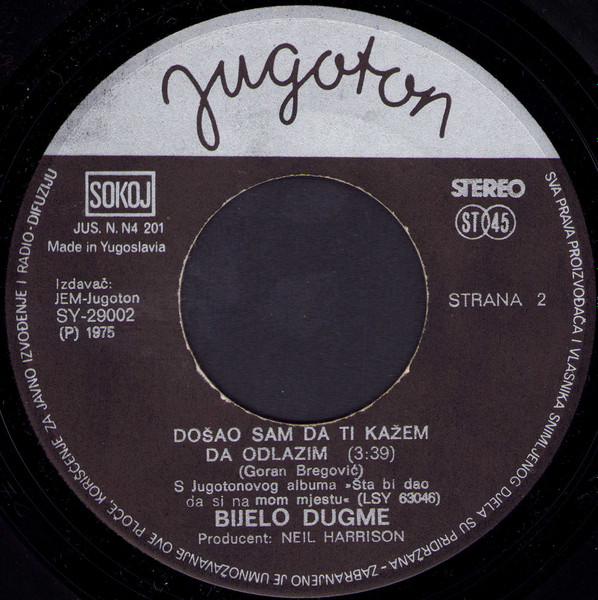 Jugoton
SOKOJ
JUS. N. N4 201
Made in Yugoslavia
STEREO
ST 45
Izdavač:
JEM-Jugoton
SY-29002
(P) 1975
STRANA 2
DOŠAO SAM DA TI KAŽEM
DA ODLAZIM (3:39)
(Goran Bregović)
S Jugotonovog albuma »Šta bi dao
da si na mom mjestu« (LSY 63046)
BIJELO DUGME
Producent: NEIL HARRISON
SVA PRAVA PROIZVOĐAČA I VLASNIKA SNIMLJENOG DJELA SU PRIDRŽANA - ZABRANJENO JE UMNOŽAVANJE OVE PLOČE, KORIŠĆENJE ZA JAVNO IZVOĐENJE I RADIO-DIFUZIJU